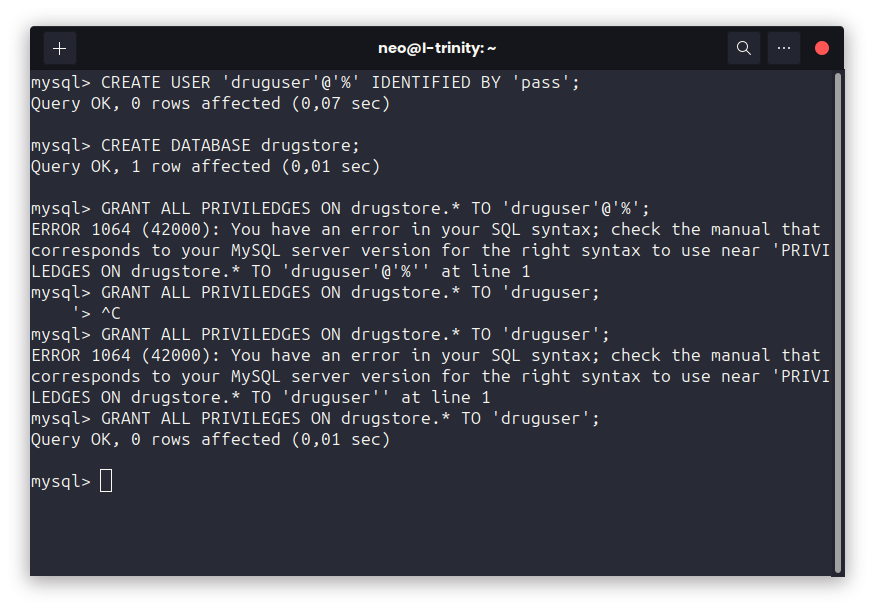 neo@l-trinity: ~
mysql> CREATE USER 'druguser'@'%' IDENTIFIED BY 'pass';
Query OK, 0 rows affected (0,07 sec)
mysql> CREATE DATABASE drugstore;
Query OK, 1 row affected (0,01 sec)
mysql> GRANT ALL PRIVILEDGES ON drugstore.* TO 'druguser'@'%';
ERROR 1064 (42000): You have an error in your SQL syntax; check the manual that
corresponds to your MySQL server version for the right syntax to use near 'PRIVI
LEDGES ON drugstore.* TO 'druguser'@'%'' at line 1
mysql> GRANT ALL PRIVILEDGES ON drugstore.* TO 'druguser;
'> ^C
mysql> GRANT ALL PRIVILEDGES ON drugstore.* TO 'druguser';
ERROR 1064 (42000): You have an error in your SQL syntax; check the manual that
corresponds to your MySQL server version for the right syntax to use near 'PRIVI
LEDGES ON drugstore.* TO 'druguser'' at line 1
mysql> GRANT ALL PRIVILEGES ON drugstore.* TO 'druguser';
Query OK, 0 rows affected (0,01 sec)
mysql>